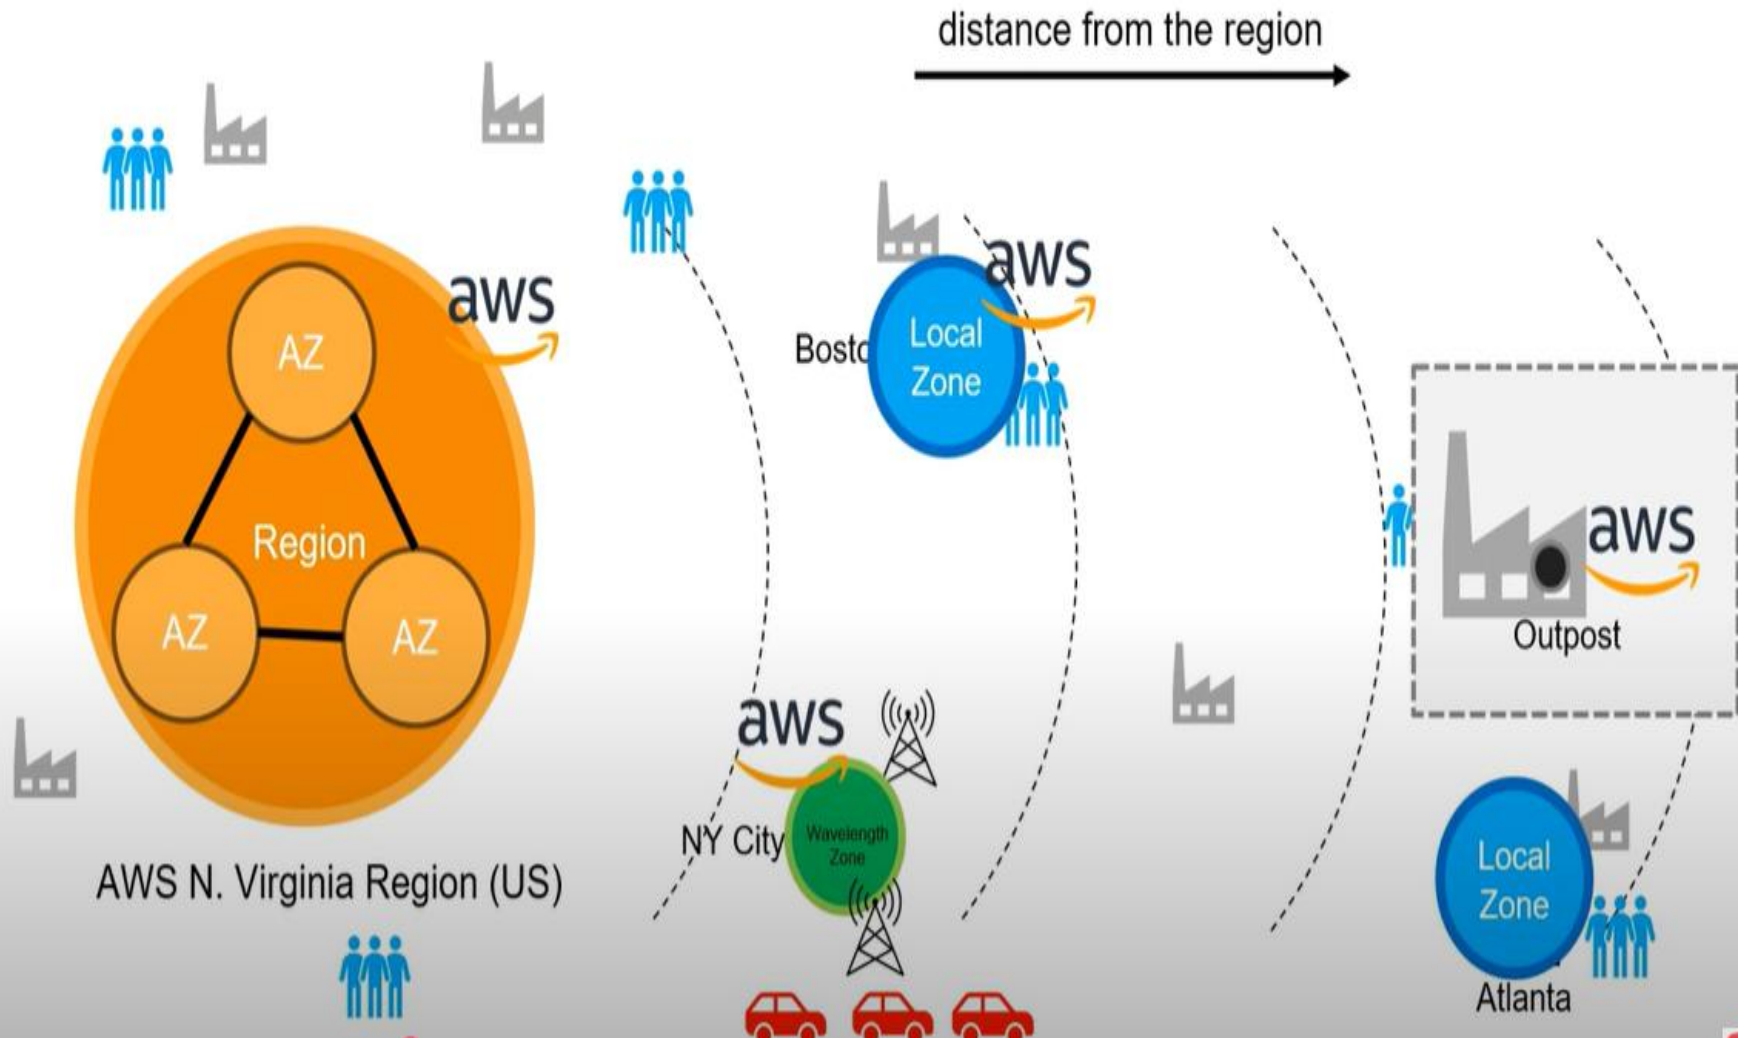 distance from the region
aws
aws
AZ
Local
Zone
Bosto
Region
AZ
AZ
aws
Outpost
aws
NY City
Wavelength
Zone
AWS N. Virginia Region (US)
Local
Zone
Atlanta